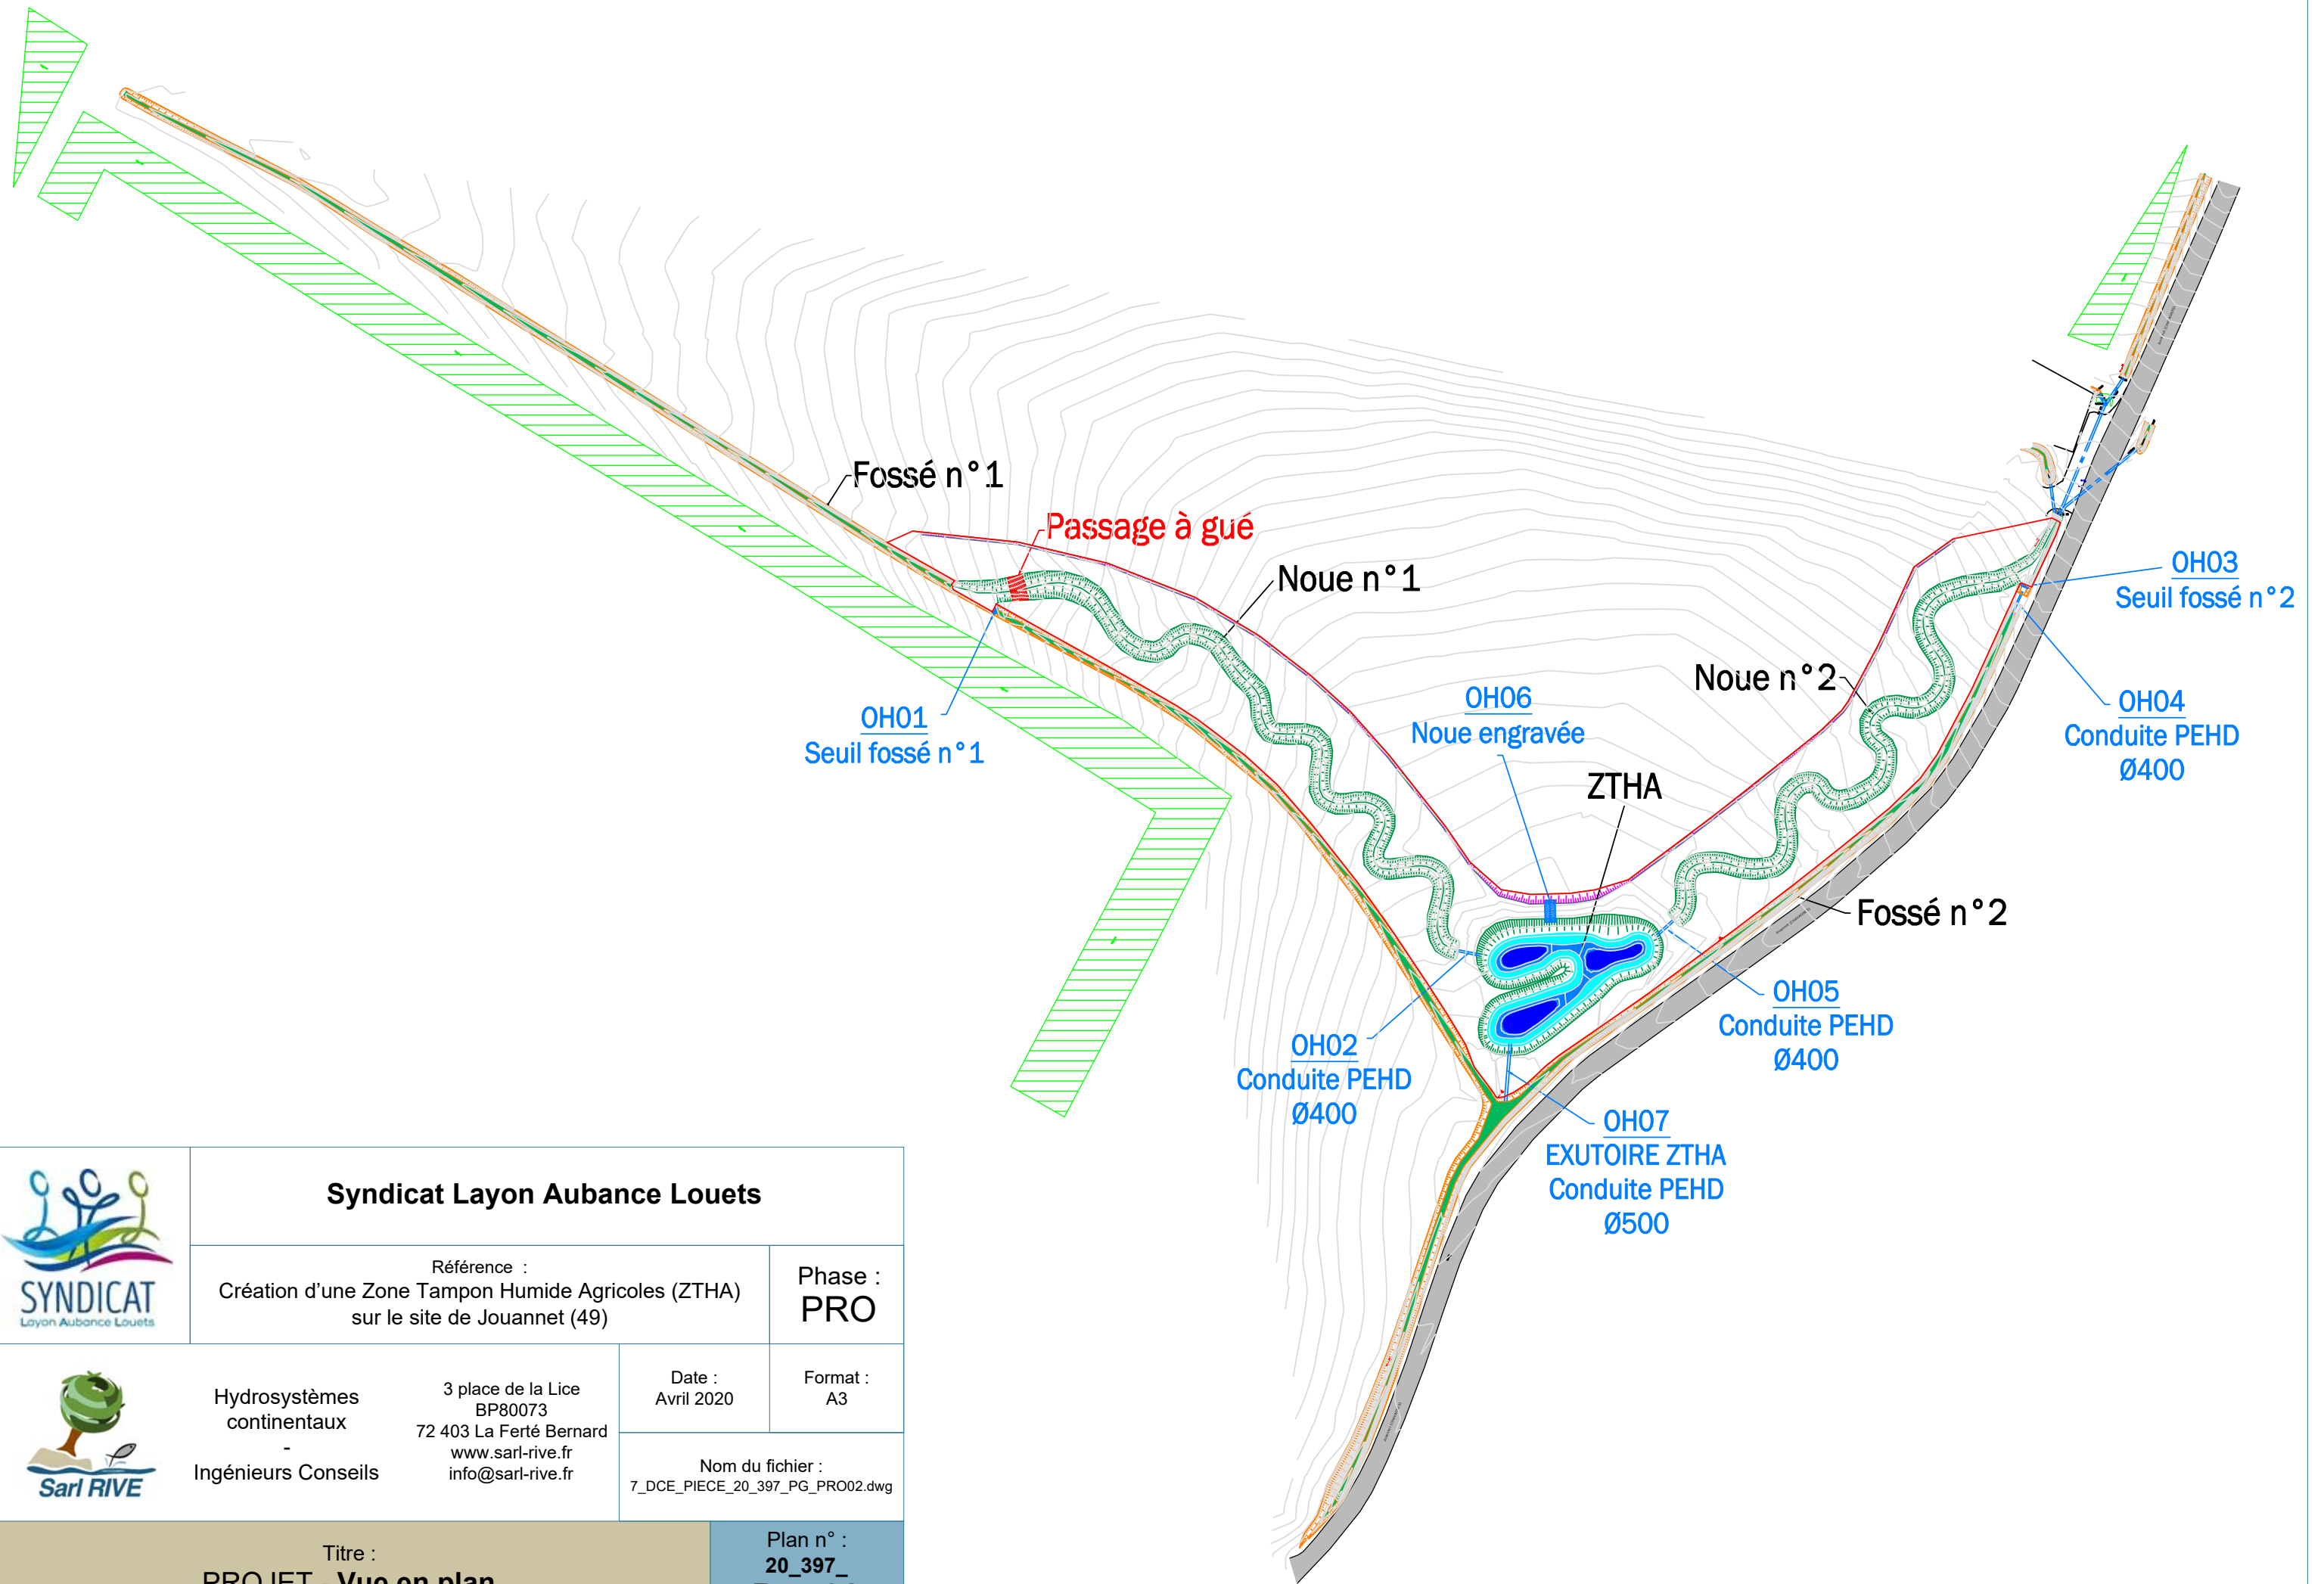 Fossé n°1
Passage à gué
Noue n°1
OH03
Seuil fossé n°2
Noue n°2
OH06
Noue engravée
OH04
Conduite PEHD
Ø400
OH01
Seuil fossé n°1
ZTHA
Fossé n°2
OH05
Conduite PEHD
Ø400
OH02
Conduite PEHD
Ø400
OH07
EXUTOIRE ZTHA
Conduite PEHD
Ø500
SYNDICAT
Layon Aubance Louets
Syndicat Layon Aubance Louets
Référence :
Création d'une Zone Tampon Humide Agricoles (ZTHA)
sur le site de Jouannet (49)
Phase :
PRO
Sarl RIVE
Hydrosystèmes
continentaux
-
Ingénieurs Conseils
3 place de la Lice
BP80073
72 403 La Ferté Bernard
www.sarl-rive.fr
info@sarl-rive.fr
Date :
Avril 2020
Format :
A3
Nom du fichier :
7_DCE_PIECE_20_397_PG_PRO02.dwg
Titre :
PROJET - Vue en plan
Plan n° :
20_397_